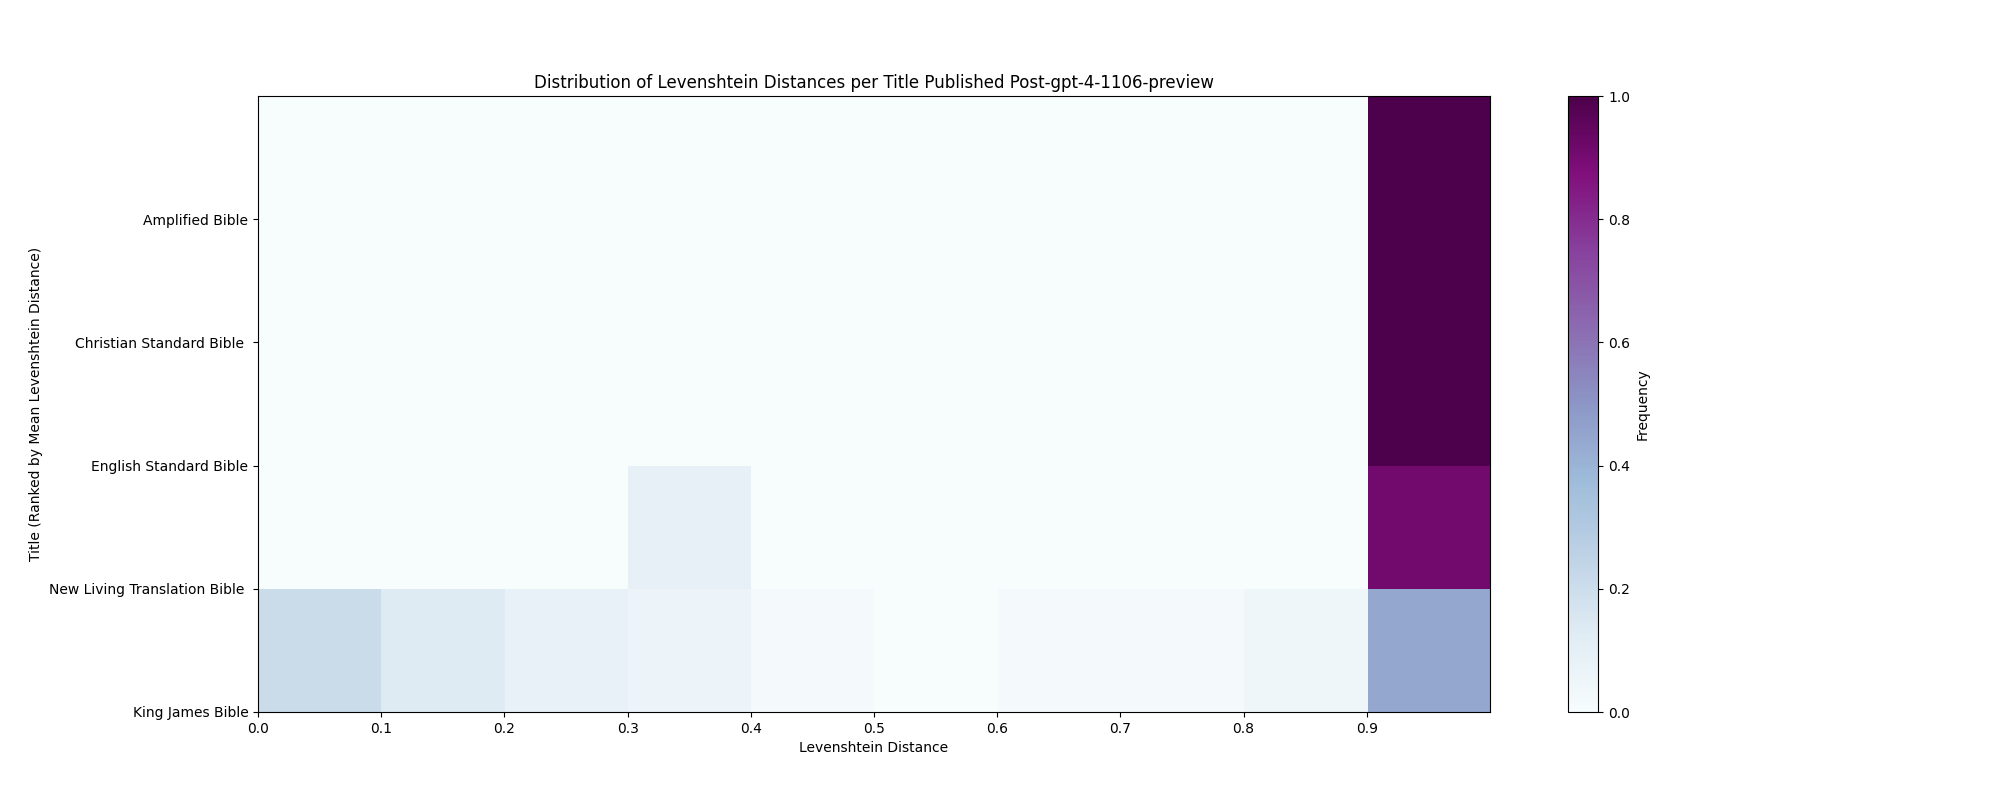 Distribution of Levenshtein Distances per Title Published Post-gpt-4-1106-preview
Title (Ranked by Mean Levenshtein Distance)
Amplified Bible
Christian Standard Bible
English Standard Bible
New Living Translation Bible
King James Bible
0.0 0.1 0.2 0.3 0.4 0.5 0.6 0.7 0.8 0.9
Levenshtein Distance
1.0
0.8
0.6
0.4
0.2
0.0
Frequency